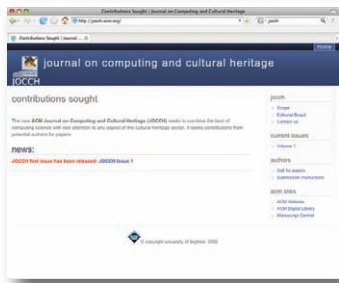 Contributions Sought | Journal on Computing and Cultural Heritage
http://jocch.acm.org/
jocch
Contributions Sought | Journal ...
Home
JOCCH
journal on computing and cultural heritage
contributions sought
The new ACM Journal on Computing and Cultural Heritage (JOCCH) seeks to combine the best of
computing science with real attention to any aspect of the cultural heritage sector. It seeks contributions from
potential authors for papers.
news:
JOCCH first issue has been released: JOCCH Issue 1
jocch
Scope
Editorial Board
Contact us
current issues
Volume 1
authors
Call for papers
Submission instructions
acm links
ACM Website
ACM Digital Library
Manuscript Central
© copyright university of brighton, 2008